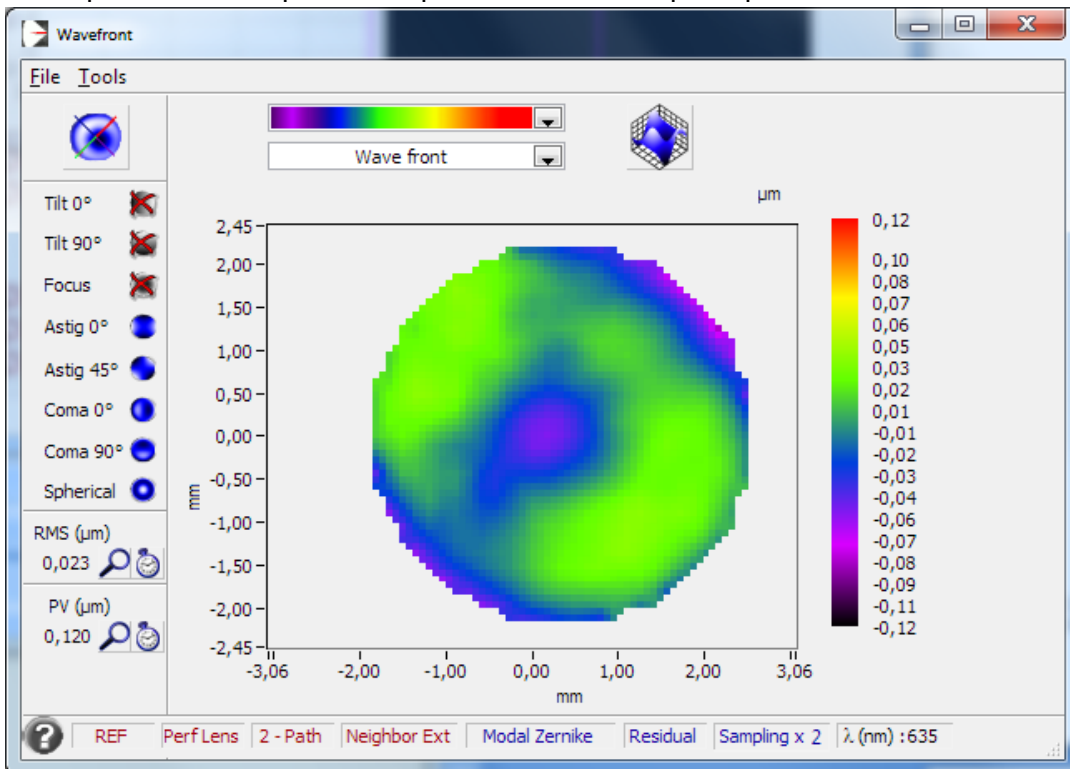 Wavefront
File Tools
Wave front
Tilt 0°
Tilt 90°
Focus
Astig 0°
Astig 45°
Coma 0°
Coma 90°
Spherical
RMS (µm)
0,023
PV (µm)
0,120
µm
2,45
2,00
1,50
1,00
0,50
0,00
-0,50
-1,00
-1,50
-2,00
-2,45
mm
-3,06 -2,00 -1,00 0,00 1,00 2,00 3,06
mm
0,12
0,10
0,08
0,07
0,06
0,05
0,03
0,02
0,01
-0,01
-0,02
-0,03
-0,04
-0,06
-0,07
-0,08
-0,09
-0,11
-0,12
? REF Perf Lens 2 - Path Neighbor Ext Modal Zernike Residual Sampling x 2 λ (nm) :635